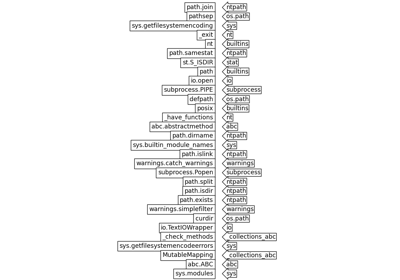 path.join ntpath
pathsep os.path
sys.getfilesystemencoding sys
_exit nt
nt builtins
path.samestat ntpath
st.S_ISDIR stat
path builtins
io.open io
subprocess.PIPE subprocess
defpath os.path
posix builtins
_have_functions nt
abc.abstractmethod abc
path.dirname ntpath
sys.builtin_module_names sys
path.islink ntpath
warnings.catch_warnings warnings
subprocess.Popen subprocess
path.split ntpath
path.isdir ntpath
path.exists ntpath
warnings.simplefilter warnings
curdir os.path
io.TextIOWrapper io
_check_methods _collections_abc
sys.getfilesystemencodeerrors sys
MutableMapping _collections_abc
abc.ABC abc
sys.modules sys